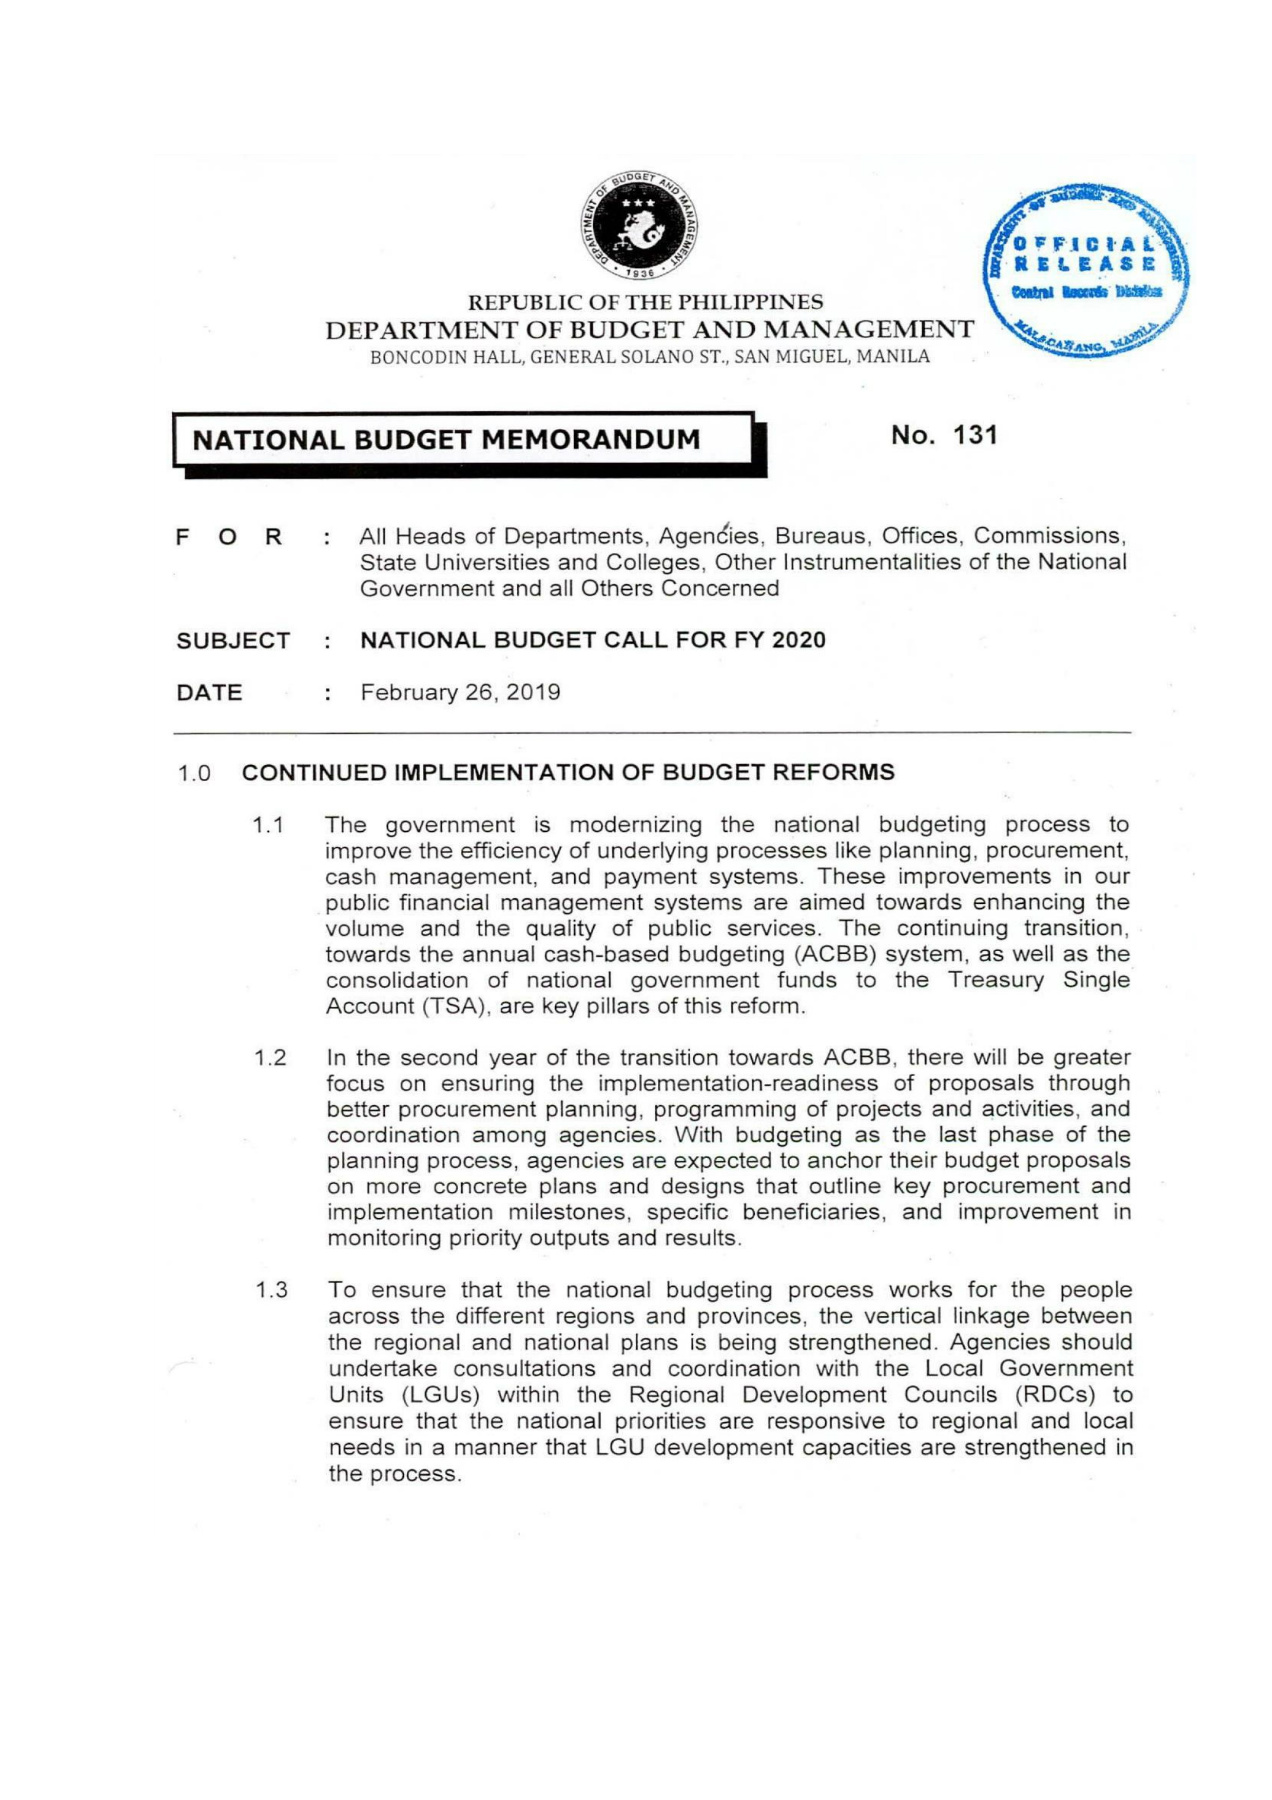 DEPARTMENT OF BUDGET AND MANAGEMENT
1936
DEPARTMENT OF BUDGET AND MANAGEMENT
OFFICIAL
RELEASE
Central Records Division
MALACAÑANG, MANILA
REPUBLIC OF THE PHILIPPINES
DEPARTMENT OF BUDGET AND MANAGEMENT
BONCODIN HALL, GENERAL SOLANO ST., SAN MIGUEL, MANILA
NATIONAL BUDGET MEMORANDUM No. 131
F O R : All Heads of Departments, Agencies, Bureaus, Offices, Commissions,
State Universities and Colleges, Other Instrumentalities of the National
Government and all Others Concerned
SUBJECT : NATIONAL BUDGET CALL FOR FY 2020
DATE : February 26, 2019
1.0 CONTINUED IMPLEMENTATION OF BUDGET REFORMS
1.1 The government is modernizing the national budgeting process to
improve the efficiency of underlying processes like planning, procurement,
cash management, and payment systems. These improvements in our
public financial management systems are aimed towards enhancing the
volume and the quality of public services. The continuing transition,
towards the annual cash-based budgeting (ACBB) system, as well as the
consolidation of national government funds to the Treasury Single
Account (TSA), are key pillars of this reform.
1.2 In the second year of the transition towards ACBB, there will be greater
focus on ensuring the implementation-readiness of proposals through
better procurement planning, programming of projects and activities, and
coordination among agencies. With budgeting as the last phase of the
planning process, agencies are expected to anchor their budget proposals
on more concrete plans and designs that outline key procurement and
implementation milestones, specific beneficiaries, and improvement in
monitoring priority outputs and results.
1.3 To ensure that the national budgeting process works for the people
across the different regions and provinces, the vertical linkage between
the regional and national plans is being strengthened. Agencies should
undertake consultations and coordination with the Local Government
Units (LGUs) within the Regional Development Councils (RDCs) to
ensure that the national priorities are responsive to regional and local
needs in a manner that LGU development capacities are strengthened in
the process.